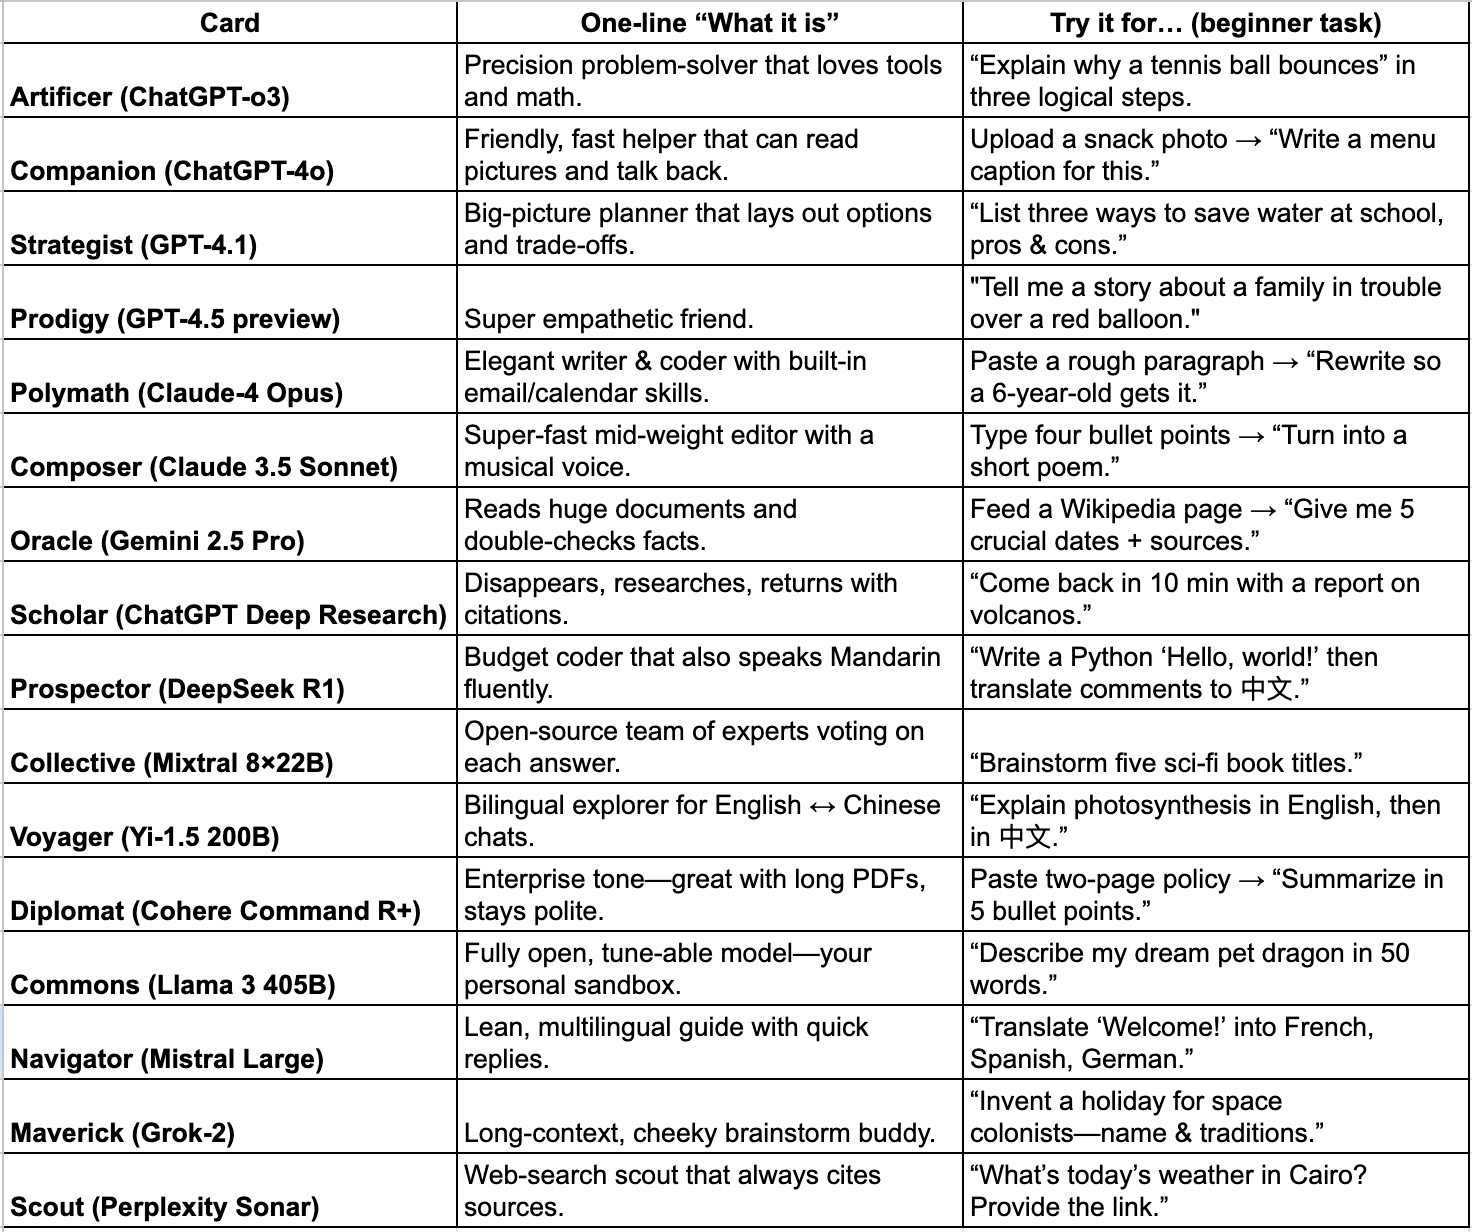 Card
One-line “What it is”
Try it for… (beginner task)
Artificer (ChatGPT-o3)
Precision problem-solver that loves tools
and math.
“Explain why a tennis ball bounces” in
three logical steps.
Companion (ChatGPT-4o)
Friendly, fast helper that can read
pictures and talk back.
Upload a snack photo → “Write a menu
caption for this.”
Strategist (GPT-4.1)
Big-picture planner that lays out options
and trade-offs.
“List three ways to save water at school,
pros & cons.”
Prodigy (GPT-4.5 preview)
Super empathetic friend.
"Tell me a story about a family in trouble
over a red balloon."
Polymath (Claude-4 Opus)
Elegant writer & coder with built-in
email/calendar skills.
Paste a rough paragraph → “Rewrite so
a 6-year-old gets it.”
Composer (Claude 3.5 Sonnet)
Super-fast mid-weight editor with a
musical voice.
Type four bullet points → “Turn into a
short poem.”
Oracle (Gemini 2.5 Pro)
Reads huge documents and
double-checks facts.
Feed a Wikipedia page → “Give me 5
crucial dates + sources.”
Scholar (ChatGPT Deep Research)
Disappears, researches, returns with
citations.
“Come back in 10 min with a report on
volcanos.”
Prospector (DeepSeek R1)
Budget coder that also speaks Mandarin
fluently.
“Write a Python ‘Hello, world!’ then
translate comments to 中文.”
Collective (Mixtral 8×22B)
Open-source team of experts voting on
each answer.
“Brainstorm five sci-fi book titles.”
Voyager (Yi-1.5 200B)
Bilingual explorer for English ↔ Chinese
chats.
“Explain photosynthesis in English, then
in 中文.”
Diplomat (Cohere Command R+)
Enterprise tone—great with long PDFs,
stays polite.
Paste two-page policy → “Summarize in
5 bullet points.”
Commons (Llama 3 405B)
Fully open, tune-able model—your
personal sandbox.
“Describe my dream pet dragon in 50
words.”
Navigator (Mistral Large)
Lean, multilingual guide with quick
replies.
“Translate ‘Welcome!’ into French,
Spanish, German.”
Maverick (Grok-2)
Long-context, cheeky brainstorm buddy.
“Invent a holiday for space
colonists—name & traditions.”
Scout (Perplexity Sonar)
Web-search scout that always cites
sources.
“What’s today’s weather in Cairo?
Provide the link.”